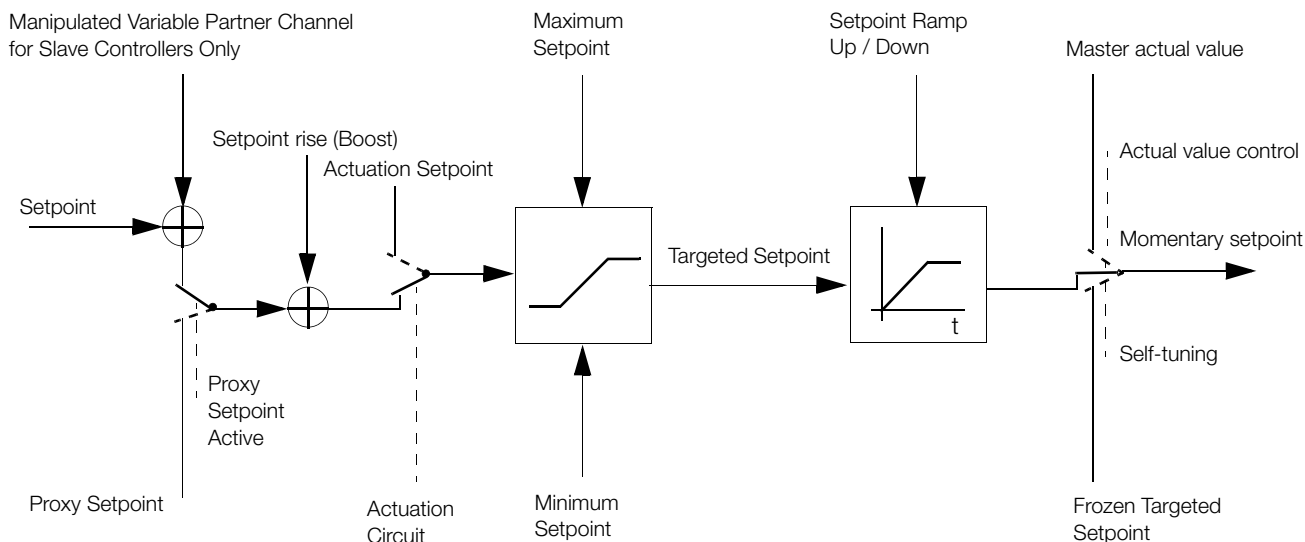 Manipulated Variable Partner Channel
for Slave Controllers Only
Maximum
Setpoint
Setpoint Ramp
Up / Down
Master actual value
Setpoint rise (Boost)
Actuation Setpoint
Actual value control
Setpoint
Targeted Setpoint
Momentary setpoint
t
Self-tuning
Proxy
Setpoint
Active
Proxy Setpoint
Actuation
Circuit
Minimum
Setpoint
Frozen Targeted
Setpoint